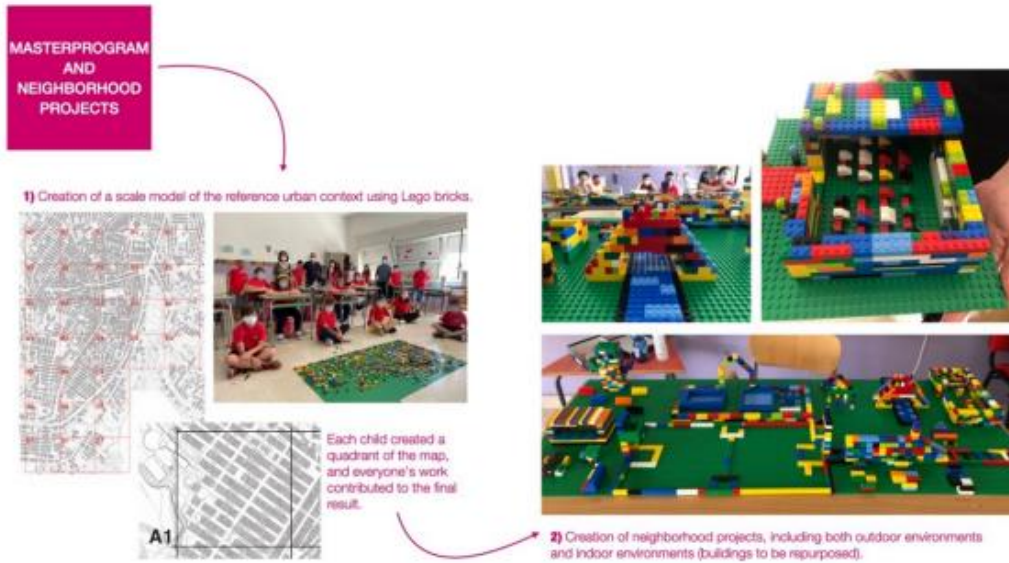 MASTERPROGRAM
AND
NEIGHBORHOOD
PROJECTS
1) Creation of a scale model of the reference urban context using Lego bricks.
Each child created a
quadrant of the map,
and everyone's work
contributed to the final
result.
A1
2) Creation of neighborhood projects, including both outdoor environments
and indoor environments (buildings to be repurposed).